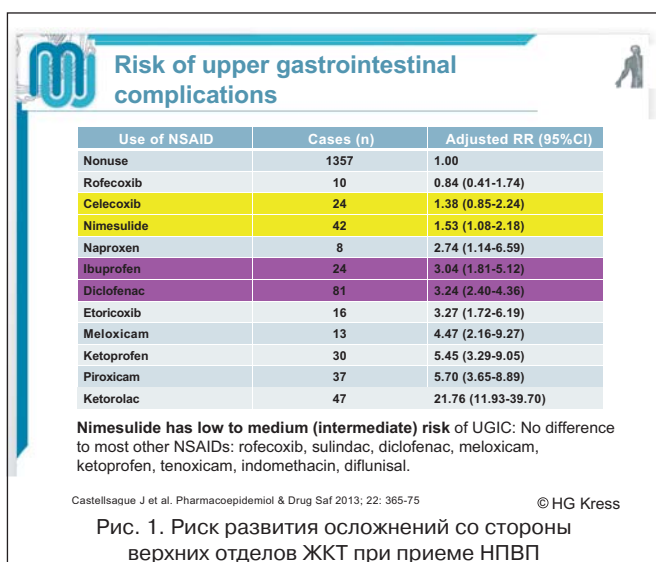 Risk of upper gastrointestinal
complications
Use of NSAID Cases (n) Adjusted RR (95%CI)
Nonuse 1357 1.00
Rofecoxib 10 0.84 (0.41-1.74)
Celecoxib 24 1.38 (0.85-2.24)
Nimesulide 42 1.53 (1.08-2.18)
Naproxen 8 2.74 (1.14-6.59)
Ibuprofen 24 3.04 (1.81-5.12)
Diclofenac 81 3.24 (2.40-4.36)
Etoricoxib 16 3.27 (1.72-6.19)
Meloxicam 13 4.47 (2.16-9.27)
Ketoprofen 30 5.45 (3.29-9.05)
Piroxicam 37 5.70 (3.65-8.89)
Ketorolac 47 21.76 (11.93-39.70)
Nimesulide has low to medium (intermediate) risk of UGIC: No difference
to most other NSAIDs: rofecoxib, sulindac, diclofenac, meloxicam,
ketoprofen, tenoxicam, indomethacin, diflunisal.
Castellsague J et al. Pharmacoepidemiol & Drug Saf 2013; 22: 365-75
© HG Kress
Рис. 1. Риск развития осложнений со стороны
верхних отделов ЖКТ при приеме НПВП